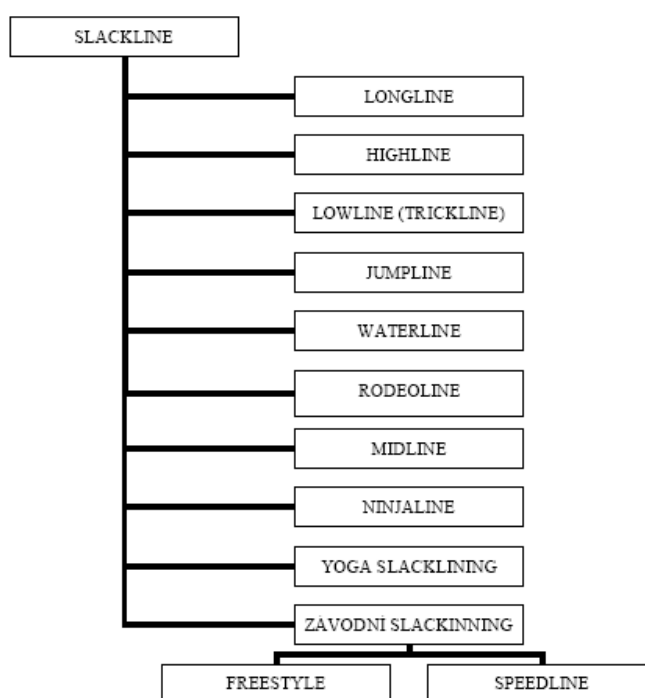 SLACKLINE
LONGLINE
HIGHLINE
LOWLINE (TRICKLINE)
JUMPLINE
WATERLINE
RODEOLINE
MIDLINE
NINJALINE
YOGA SLACKLINING
ZÁVODNÍ SLACKINNING
FREESTYLE
SPEEDLINE